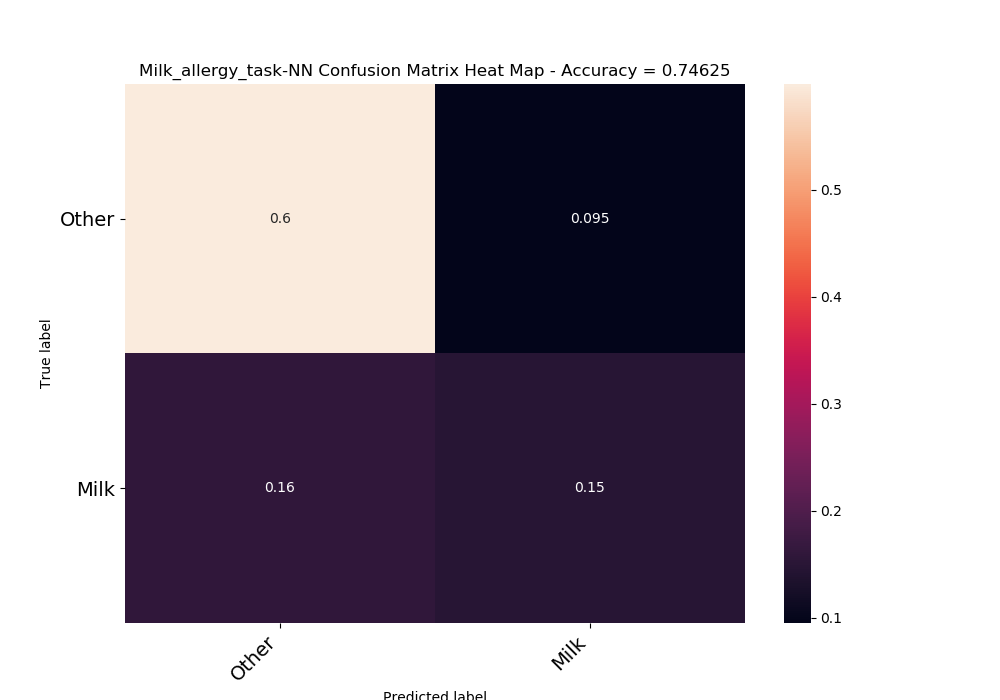 Milk_allergy_task-NN Confusion Matrix Heat Map - Accuracy = 0.74625
Other
0.6
0.095
Milk
0.16
0.15
True label
Other
Milk
Predicted label
0.5
0.4
0.3
0.2
0.1